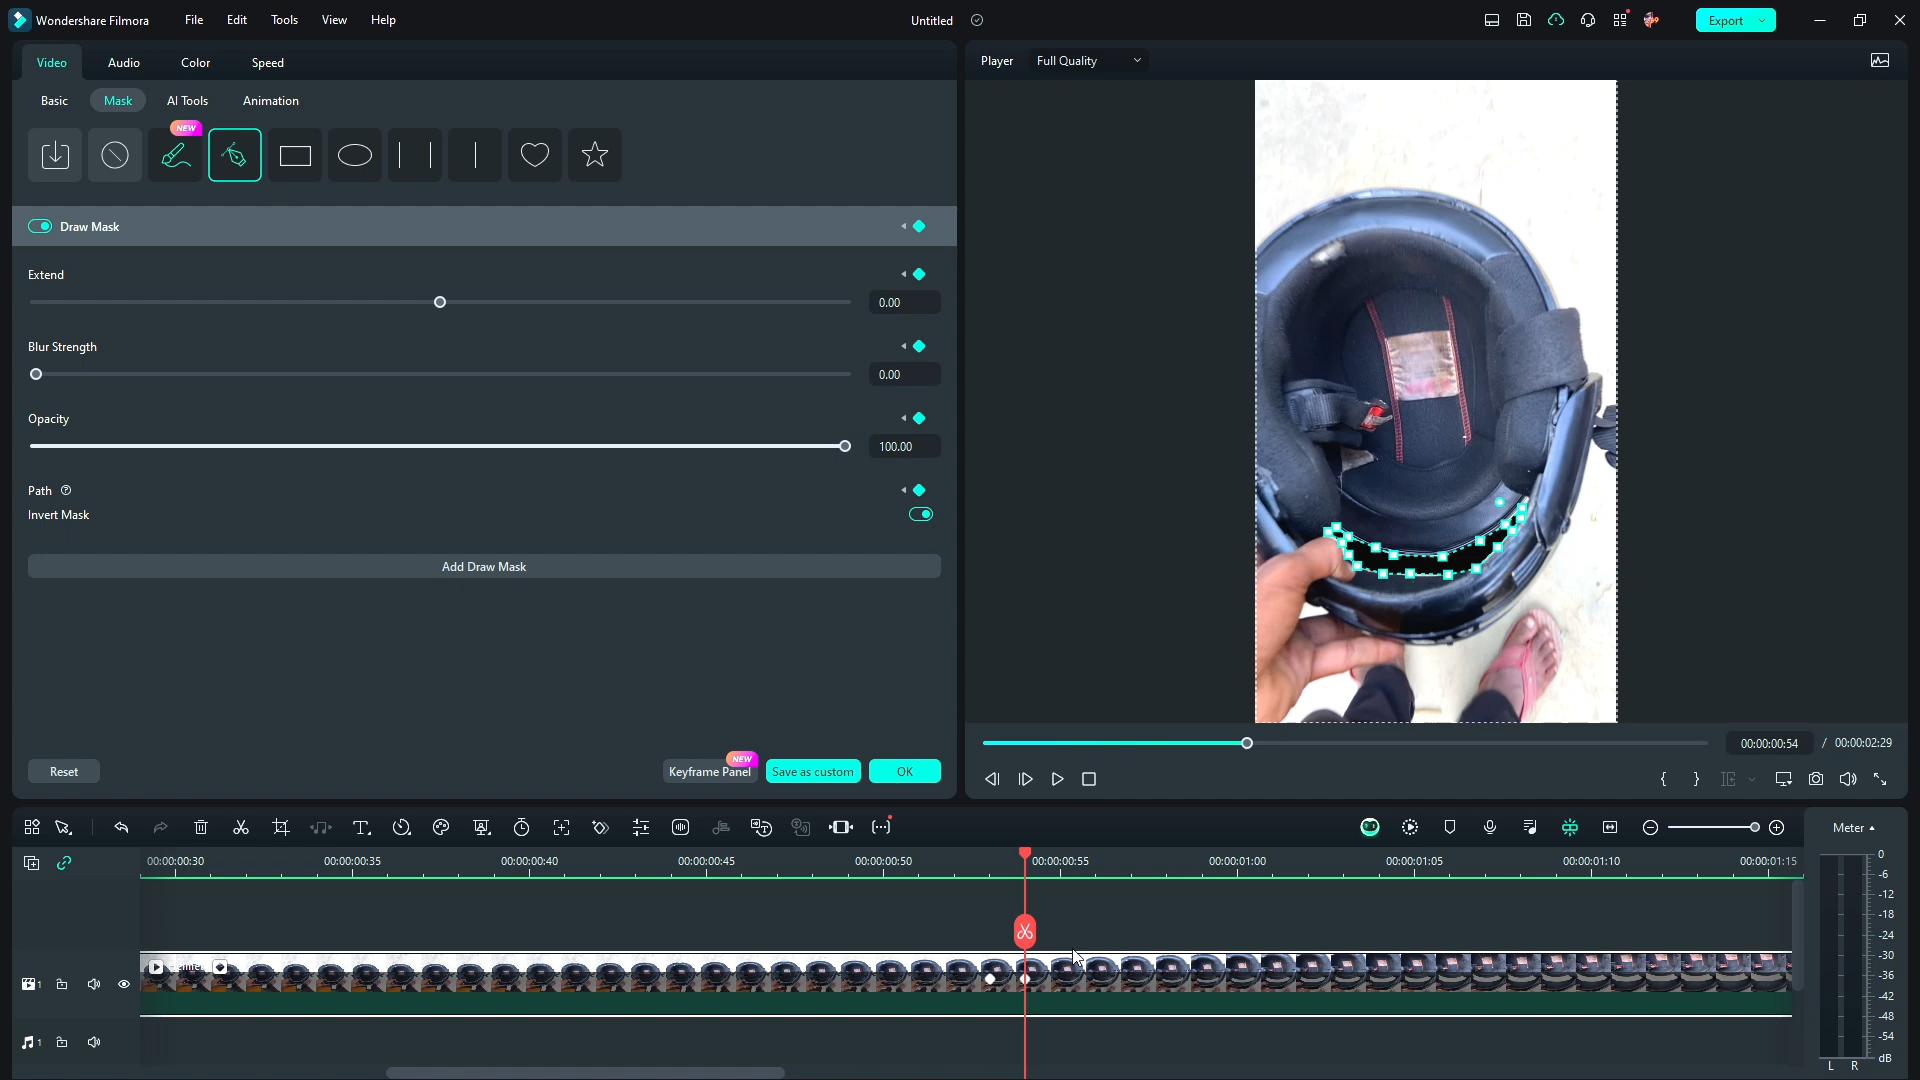 Wondershare Filmora
File
Edit
Tools
View
Help
Untitled
Export
Video
Audio
Color
Speed
Basic
Mask
AI Tools
Animation
NEW
Draw Mask
Extend
0.00
Blur Strength
0.00
Opacity
100.00
Path
Invert Mask
Add Draw Mask
Reset
NEW
Keyframe Panel
Save as custom
OK
Player
Full Quality
00:00:00:54
/ 00:00:02:29
Meter
00:00:00:30
00:00:00:35
00:00:00:40
00:00:00:45
00:00:00:50
00:00:00:55
00:00:01:00
00:00:01:05
00:00:01:10
00:00:01:15
1
1
0
-6
-12
-18
-24
-30
-36
-42
-48
-54
dB
L R